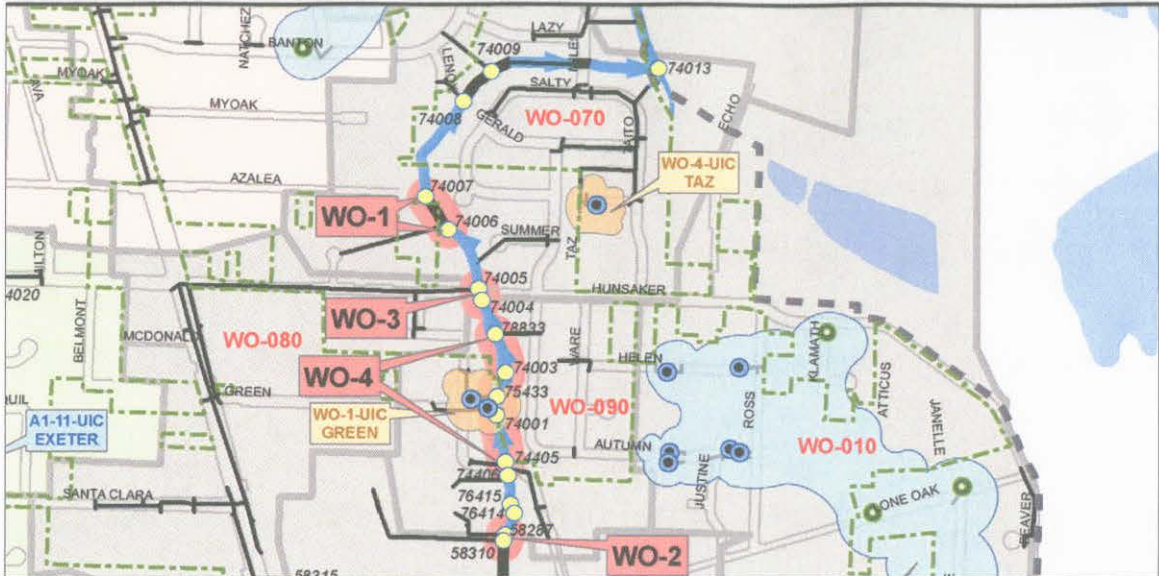 LAZY
NATCHEZ
BANTON
MILES
74009
74013
MYOAK
SALTY
MYOAK
WO-070
ECHO
74008
GERALD
WO-4-UIC
TAZ
AZALEA
74007
WO-1
74006
SUMMER
TAZ
74005
HUNSAKER
4020
BELMONT
WO-3
74004
MCDONALD
WO-080
78833
WARE
HELEN
KLAMATH
WO-4
74003
ATTICUS
GREEN
75433
WO-090
ROSS
JANELLE
WO-1-UIC
GREEN
74001
A1-11-UIC
EXETER
AUTUMN
WO-010
74405
74406
JUSTINE
SANTA CLARA
76415
ONE OAK
76414
58287
WO-2
58310
58315